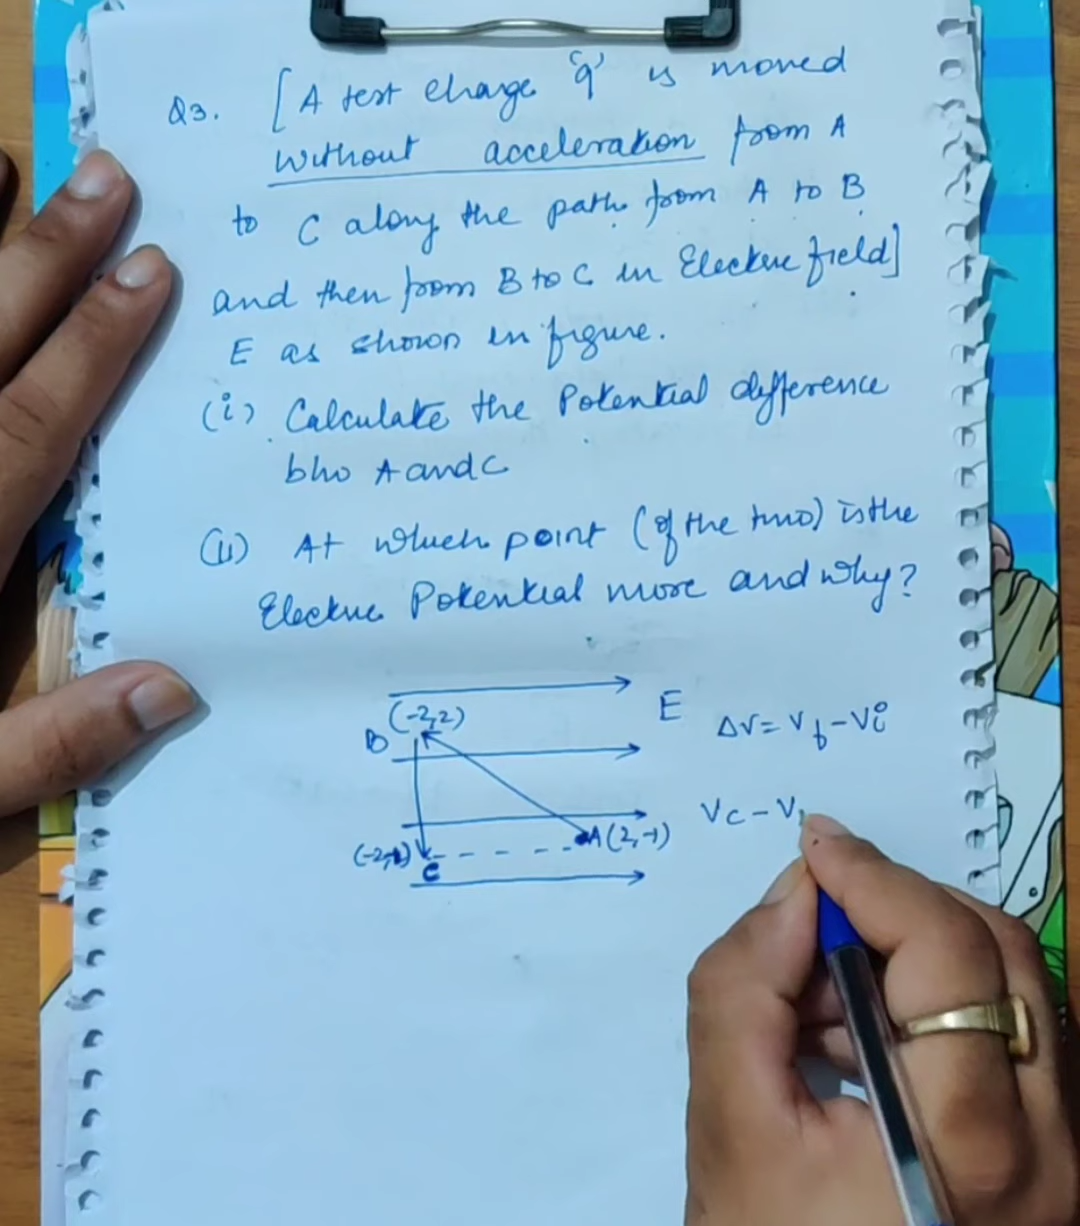 Q3. [A test charge 'q' is moved
without acceleration from A
to C along the path from A to B
and then from B to C in Electric field]
E as shown in figure.
(i) Calculate the Potential difference
b/w A and C
(ii) At which point (of the two) is the
Electric Potential more and why?
E
(-2,2)
B
ΔV = Vf - Vi
VC - V
A (2,-1)
C